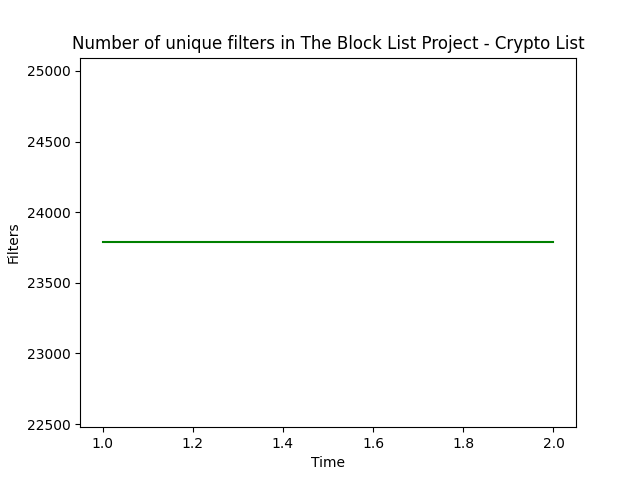 Number of unique filters in The Block List Project - Crypto List
25000
24500
24000
23500
23000
22500
Filters
1.0 1.2 1.4 1.6 1.8 2.0
Time